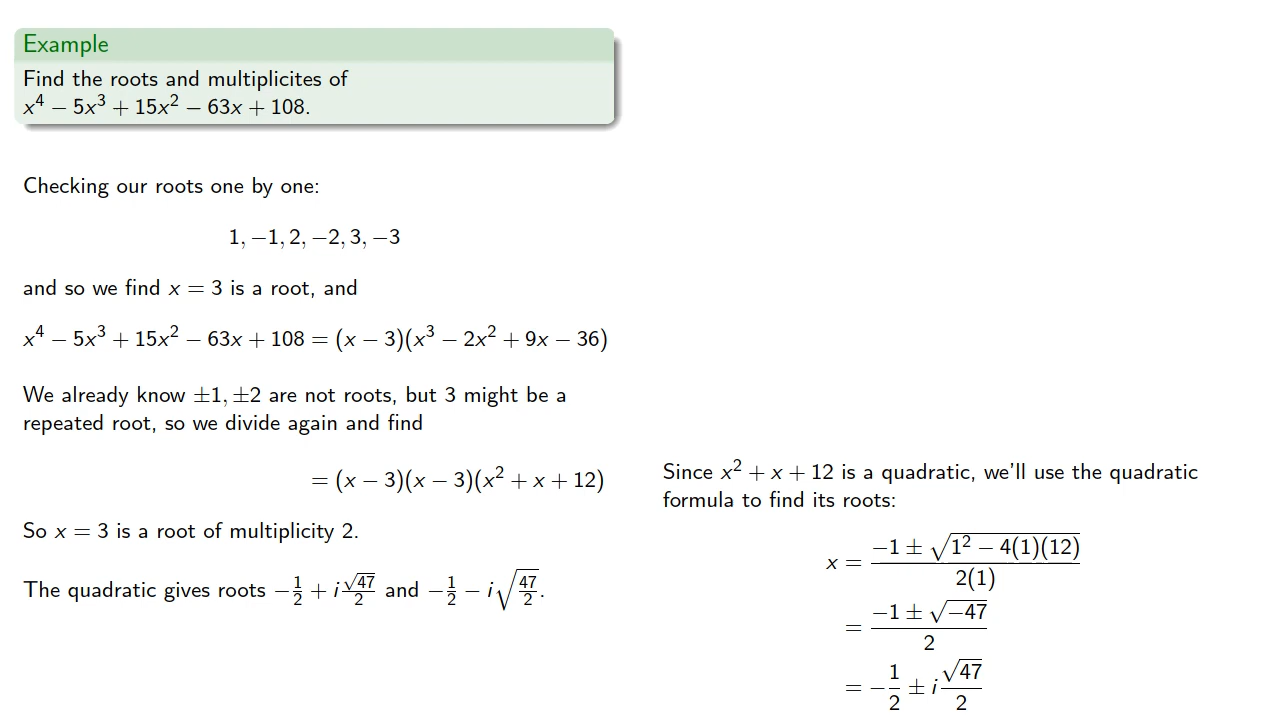 Example
Find the roots and multiplicites of
x⁴ − 5x³ + 15x² − 63x + 108.
Checking our roots one by one:
1, −1, 2, −2, 3, −3
and so we find x = 3 is a root, and
x⁴ − 5x³ + 15x² − 63x + 108 = (x − 3)(x³ − 2x² + 9x − 36)
We already know ±1, ±2 are not roots, but 3 might be a
repeated root, so we divide again and find
= (x − 3)(x − 3)(x² + x + 12)
So x = 3 is a root of multiplicity 2.
The quadratic gives roots −1/2 + i √47/2 and −1/2 − i √(47/2).
Since x² + x + 12 is a quadratic, we'll use the quadratic
formula to find its roots:
x = (−1 ± √(1² − 4(1)(12)))/(2(1))
= (−1 ± √(−47))/2
= −1/2 ± i √47/2